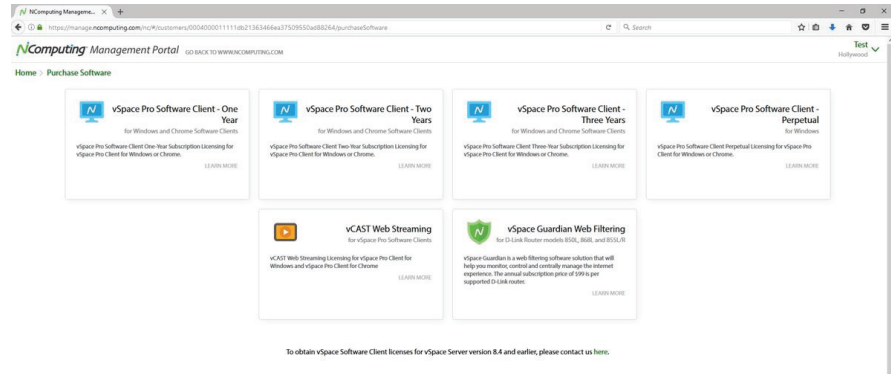 NComputing Manageme...
https://manage.ncomputing.com/nc/#/customers/0004000011111db21363466ea37509550ad88264/purchaseSoftware
Search
NComputing Management Portal GO BACK TO WWW.NCOMPUTING.COM
Test
Hollywood
Home > Purchase Software
vSpace Pro Software Client - One
Year
for Windows and Chrome Software Clients
vSpace Pro Software Client One-Year Subscription Licensing for
vSpace Pro Client for Windows or Chrome.
LEARN MORE
vSpace Pro Software Client - Two
Years
for Windows and Chrome Software Clients
vSpace Pro Software Client Two-Year Subscription Licensing for
vSpace Pro Client for Windows or Chrome.
LEARN MORE
vSpace Pro Software Client -
Three Years
for Windows and Chrome Software Clients
vSpace Pro Software Client Three-Year Subscription Licensing for
vSpace Pro Client for Windows or Chrome.
LEARN MORE
vSpace Pro Software Client -
Perpetual
for Windows
vSpace Pro Software Client Perpetual Licensing for vSpace Pro
Client for Windows or Chrome.
LEARN MORE
vCAST Web Streaming
for vSpace Pro Software Clients
vCAST Web Streaming Licensing for vSpace Pro Client for
Windows and vSpace Pro Client for Chrome
LEARN MORE
vSpace Guardian Web Filtering
for D-Link Router models 850L, 868L and 855L/R
vSpace Guardian is a web filtering software solution that will
help you monitor, control and centrally manage the internet
experience. The annual subscription price of $99 is per
supported D-Link router.
LEARN MORE
To obtain vSpace Software Client licenses for vSpace Server version 8.4 and earlier, please contact us here.